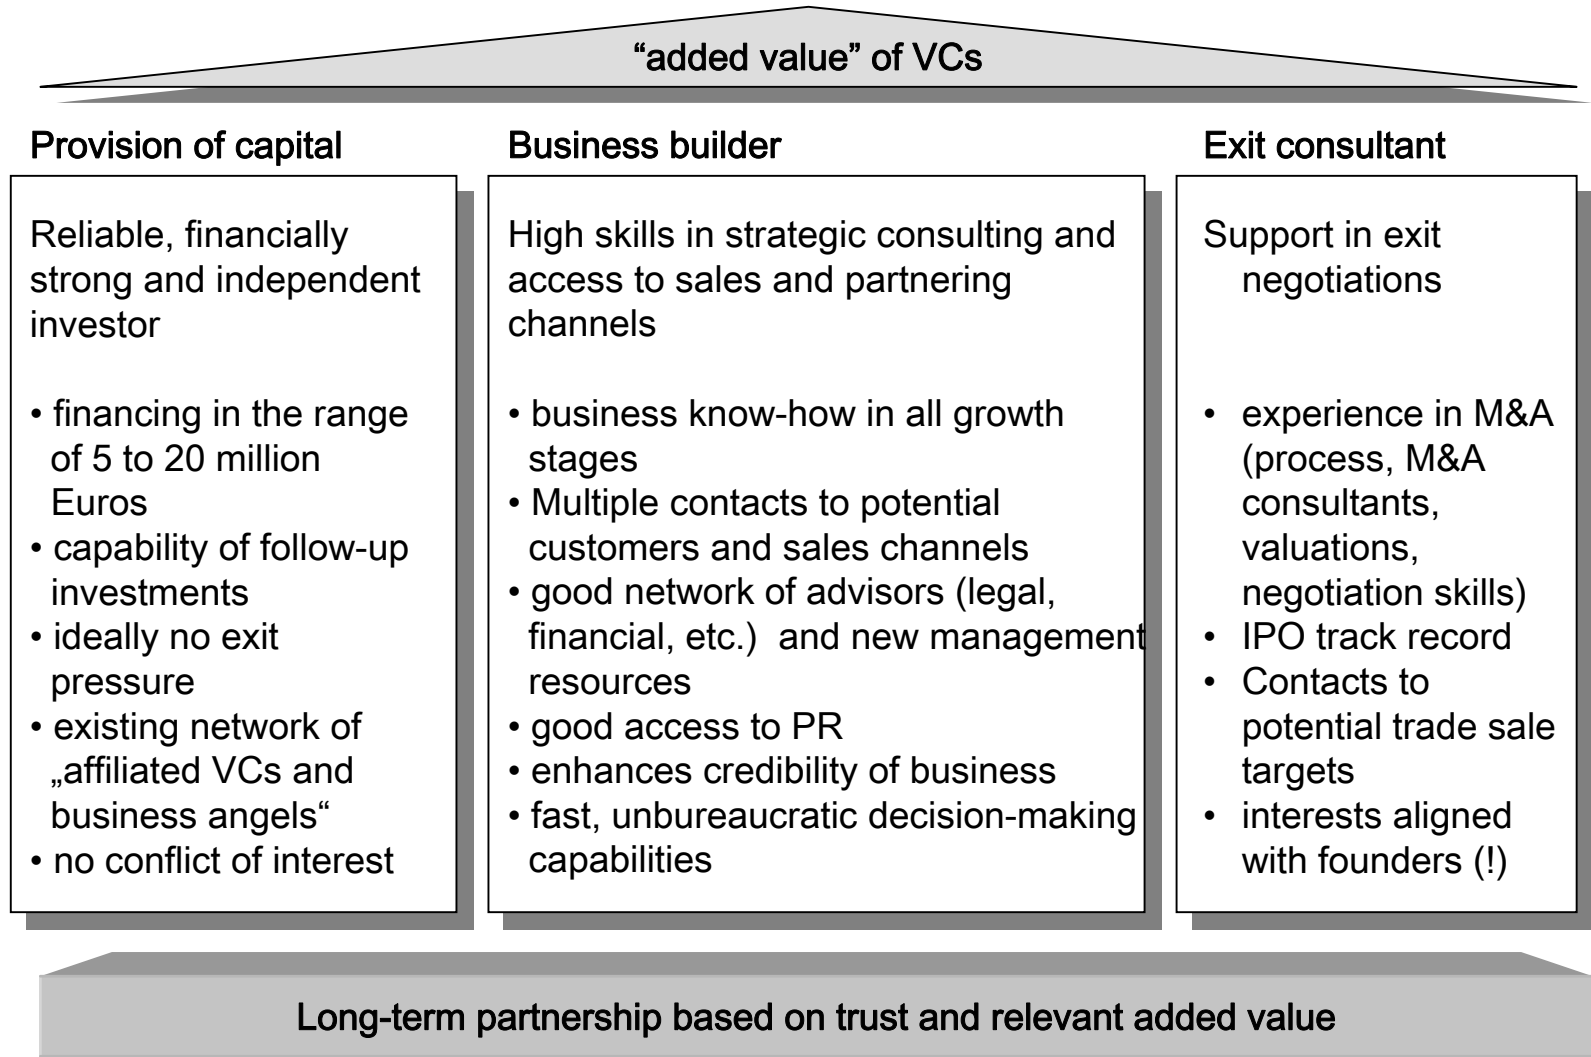 “added value” of VCs
Provision of capital
Reliable, financially
strong and independent
investor
• financing in the range
of 5 to 20 million
Euros
• capability of follow-up
investments
• ideally no exit
pressure
• existing network of
„affiliated VCs and
business angels“
• no conflict of interest
Business builder
High skills in strategic consulting and
access to sales and partnering
channels
• business know-how in all growth
stages
• Multiple contacts to potential
customers and sales channels
• good network of advisors (legal,
financial, etc.)  and new management
resources
• good access to PR
• enhances credibility of business
• fast, unbureaucratic decision-making
capabilities
Exit consultant
Support in exit
negotiations
• experience in M&A
(process, M&A
consultants,
valuations,
negotiation skills)
• IPO track record
• Contacts to
potential trade sale
targets
• interests aligned
with founders (!)
Long-term partnership based on trust and relevant added value